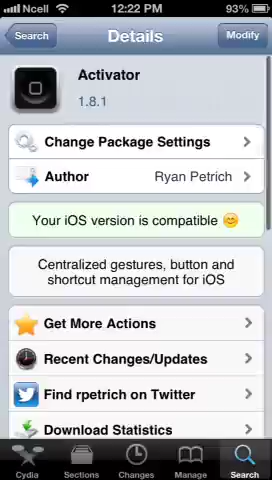 Ncell 12:22 PM 93%
Search Details Modify
Activator
1.8.1
Change Package Settings
Author Ryan Petrich
Your iOS version is compatible 😊
Centralized gestures, button and
shortcut management for iOS
Get More Actions
Recent Changes/Updates
Find rpetrich on Twitter
Download Statistics
Cydia Sections Changes Manage Search